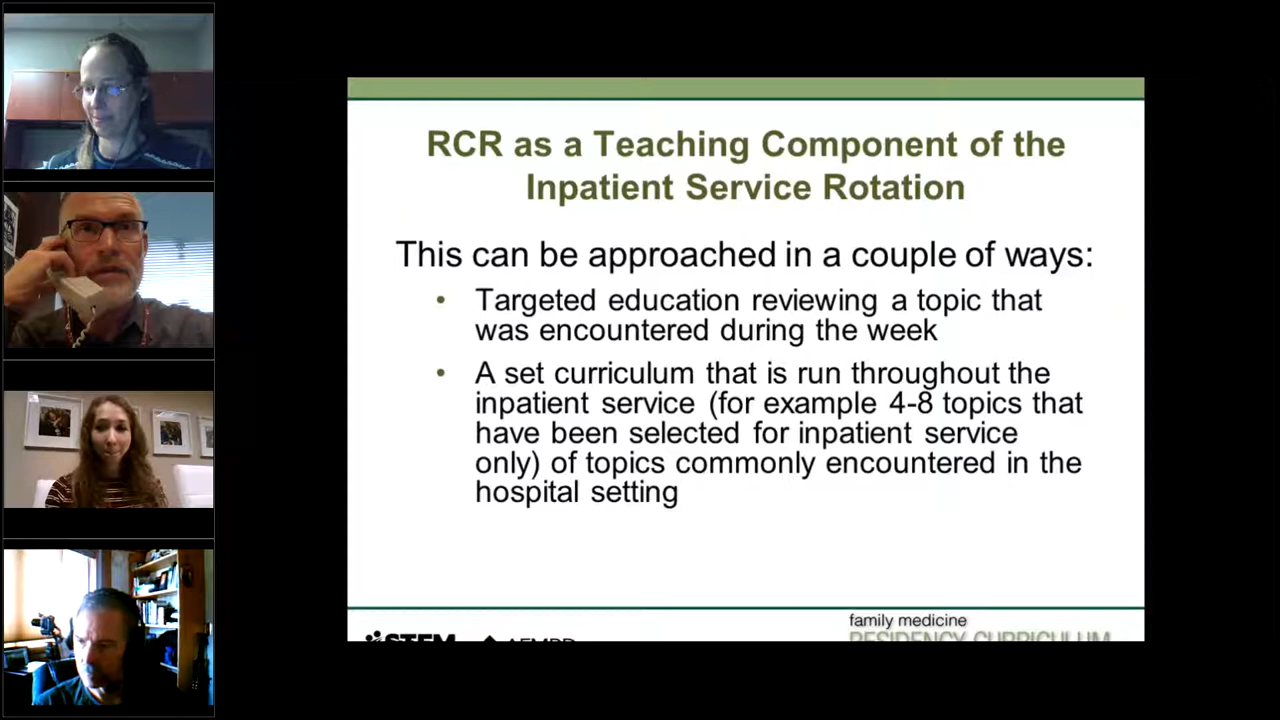 RCR as a Teaching Component of the
Inpatient Service Rotation
This can be approached in a couple of ways:
• Targeted education reviewing a topic that
was encountered during the week
• A set curriculum that is run throughout the
inpatient service (for example 4-8 topics that
have been selected for inpatient service
only) of topics commonly encountered in the
hospital setting
STEM
family medicine
RESIDENCY CURRICULUM